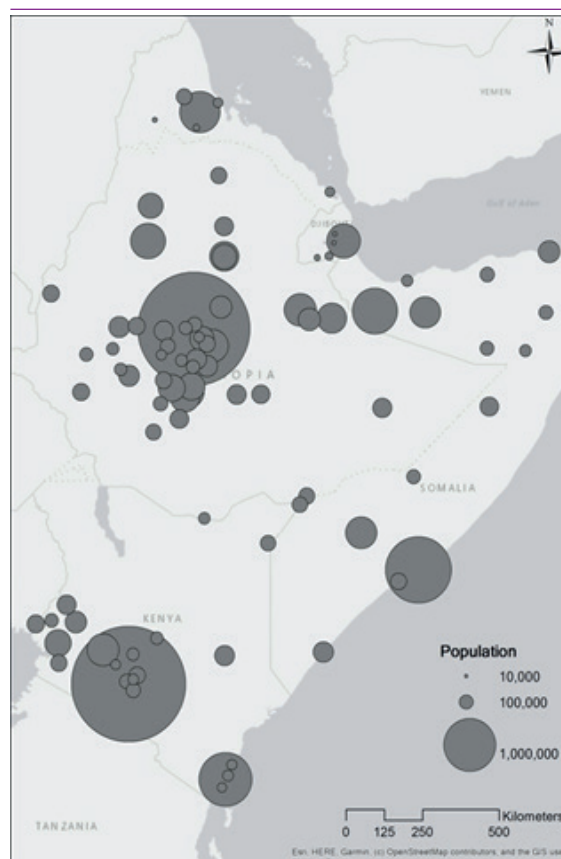 N
YEMEN
Gulf of Aden
DJIBOUTI
OPIA
SOMALIA
KENYA
Population
10,000
100,000
1,000,000
Kilometers
0 125 250 500
TANZANIA
Esri, HERE, Garmin, (c) OpenStreetMap contributors, and the GIS use